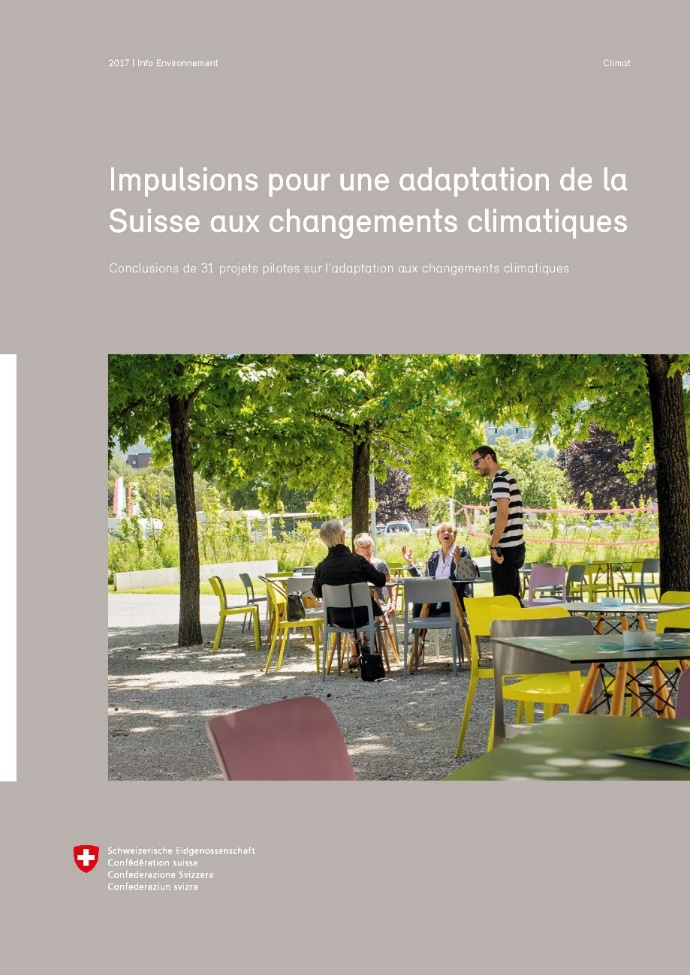 2017 | Info Environnement
Climat
Impulsions pour une adaptation de la
Suisse aux changements climatiques
Conclusions de 31 projets pilotes sur l'adaptation aux changements climatiques
Schweizerische Eidgenossenschaft
Confédération suisse
Confederazione Svizzera
Confederaziun svizra